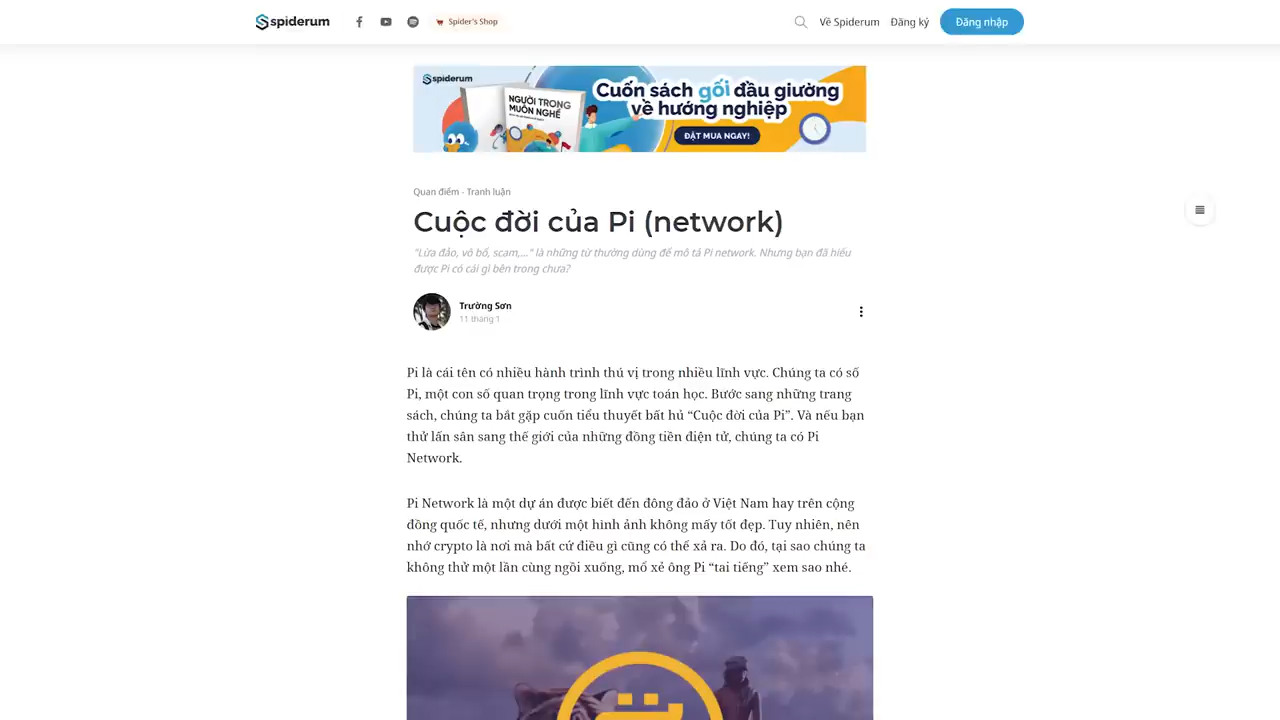 spiderum
Spider's Shop
Về Spiderum
Đăng ký
Đăng nhập
spiderum
NGƯỜI TRONG
MUÔN NGHỀ
Cuốn sách gối đầu giường
về hướng nghiệp
ĐẶT MUA NGAY!
Quan điểm - Tranh luận
Cuộc đời của Pi (network)
"Lừa đảo, vô bổ, scam,..." là những từ thường dùng để mô tả Pi network. Nhưng bạn đã hiểu
được Pi có cái gì bên trong chưa?
Trường Sơn
11 tháng 1
Pi là cái tên có nhiều hành trình thú vị trong nhiều lĩnh vực. Chúng ta có số
Pi, một con số quan trọng trong lĩnh vực toán học. Bước sang những trang
sách, chúng ta bắt gặp cuốn tiểu thuyết bất hủ “Cuộc đời của Pi”. Và nếu bạn
thử lấn sân sang thế giới của những đồng tiền điện tử, chúng ta có Pi
Network.
Pi Network là một dự án được biết đến đông đảo ở Việt Nam hay trên cộng
đồng quốc tế, nhưng dưới một hình ảnh không mấy tốt đẹp. Tuy nhiên, nên
nhớ crypto là nơi mà bất cứ điều gì cũng có thể xả ra. Do đó, tại sao chúng ta
không thử một lần cùng ngồi xuống, mổ xẻ ông Pi “tai tiếng” xem sao nhé.